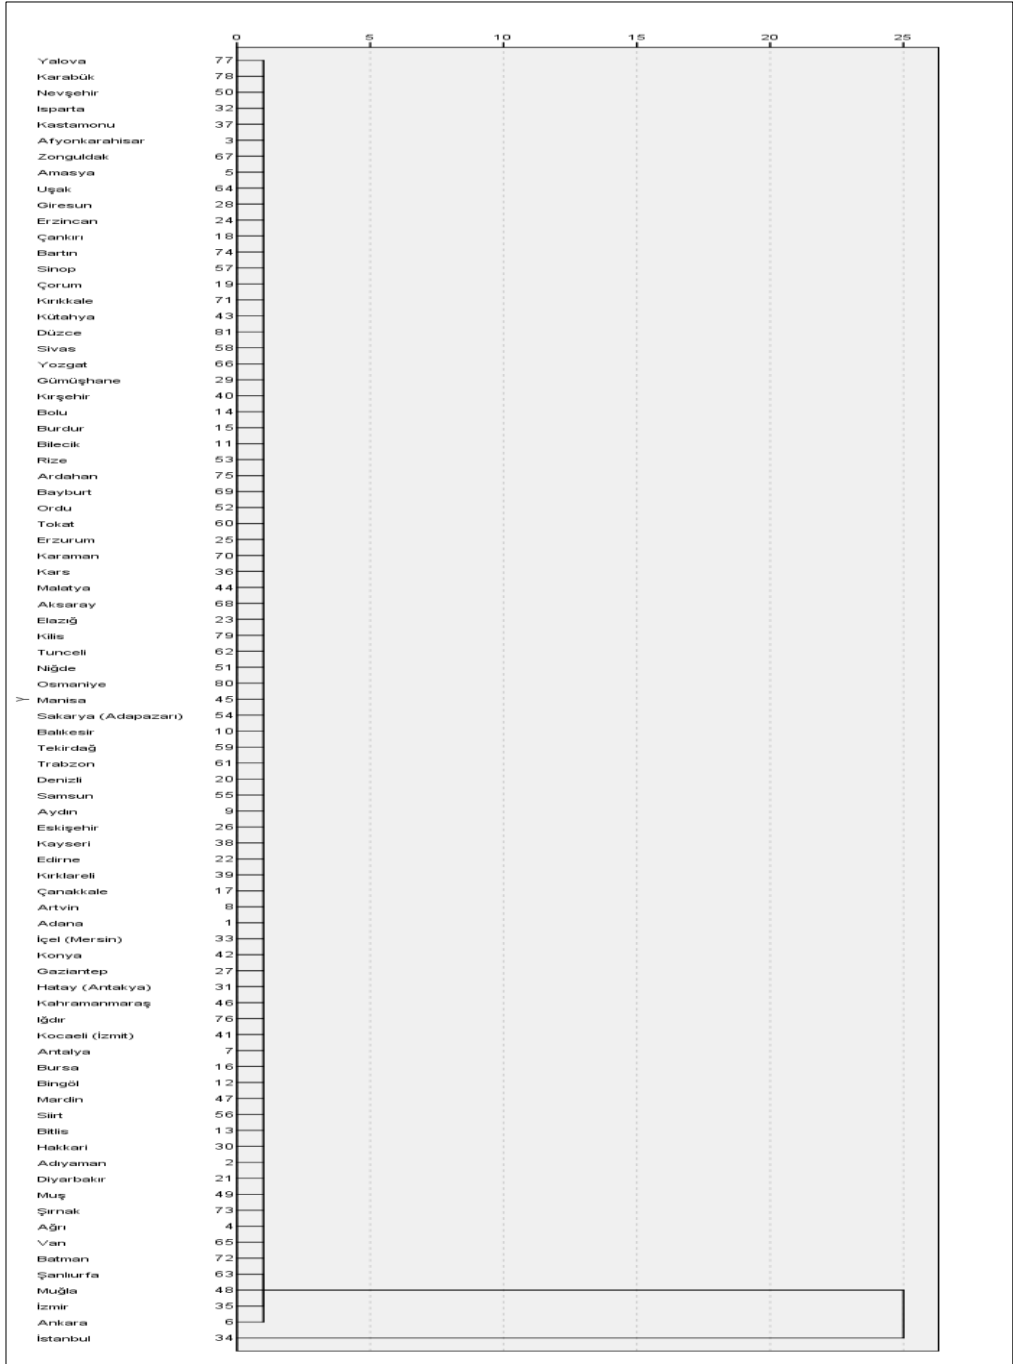 0 5 10 15 20 25
Yalova 77
Karabük 78
Nevşehir 50
Isparta 32
Kastamonu 37
Afyonkarahisar 3
Zonguldak 67
Amasya 5
Uşak 64
Giresun 28
Erzincan 24
Çankırı 18
Bartın 74
Sinop 57
Çorum 19
Kırıkkale 71
Kütahya 43
Düzce 81
Sivas 58
Yozgat 66
Gümüşhane 29
Kırşehir 40
Bolu 14
Burdur 15
Bilecik 11
Rize 53
Ardahan 75
Bayburt 69
Ordu 52
Tokat 60
Erzurum 25
Karaman 70
Kars 36
Malatya 44
Aksaray 68
Elazığ 23
Kilis 79
Tunceli 62
Niğde 51
Osmaniye 80
Y Manisa 45
Sakarya (Adapazarı) 54
Balıkesir 10
Tekirdağ 59
Trabzon 61
Denizli 20
Samsun 55
Aydın 9
Eskişehir 26
Kayseri 38
Edirne 22
Kırklareli 39
Çanakkale 17
Artvin 8
Adana 1
İçel (Mersin) 33
Konya 42
Gaziantep 27
Hatay (Antakya) 31
Kahramanmaraş 46
Iğdır 76
Kocaeli (İzmit) 41
Antalya 7
Bursa 16
Bingöl 12
Mardin 47
Siirt 56
Bitlis 13
Hakkari 30
Adıyaman 2
Diyarbakır 21
Muş 49
Şırnak 73
Ağrı 4
Van 65
Batman 72
Şanlıurfa 63
Muğla 48
İzmir 35
Ankara 6
İstanbul 34